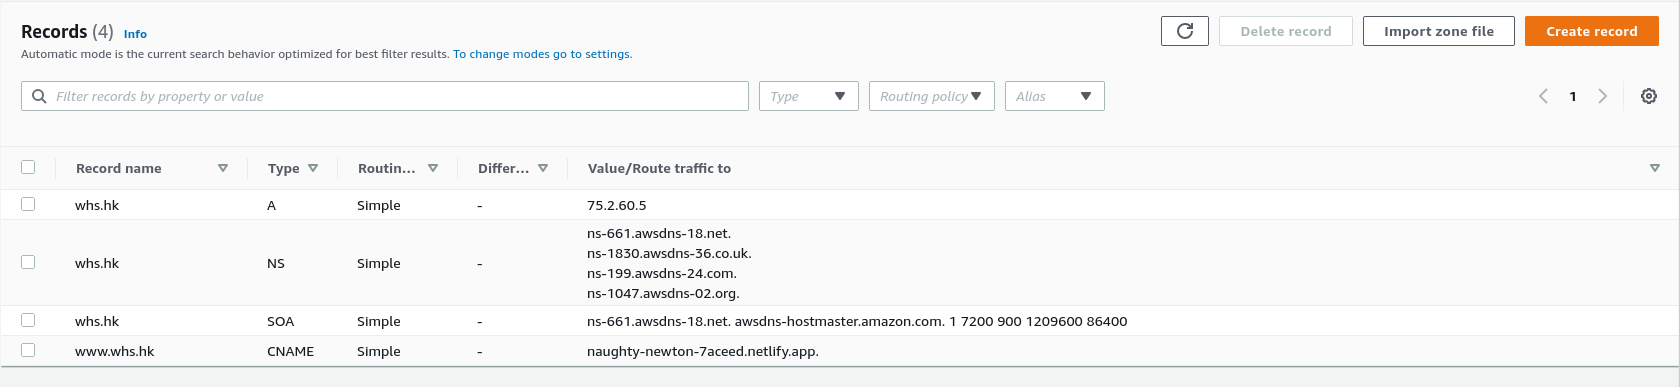 Records (4) Info
Automatic mode is the current search behavior optimized for best filter results. To change modes go to settings.
Delete record
Import zone file
Create record
Filter records by property or value
Type
Routing policy
Alias
1
Record name Type Routin... Differ... Value/Route traffic to
whs.hk A Simple - 75.2.60.5
whs.hk NS Simple - ns-661.awsdns-18.net.
ns-1830.awsdns-36.co.uk.
ns-199.awsdns-24.com.
ns-1047.awsdns-02.org.
whs.hk SOA Simple - ns-661.awsdns-18.net. awsdns-hostmaster.amazon.com. 1 7200 900 1209600 86400
www.whs.hk CNAME Simple - naughty-newton-7aceed.netlify.app.